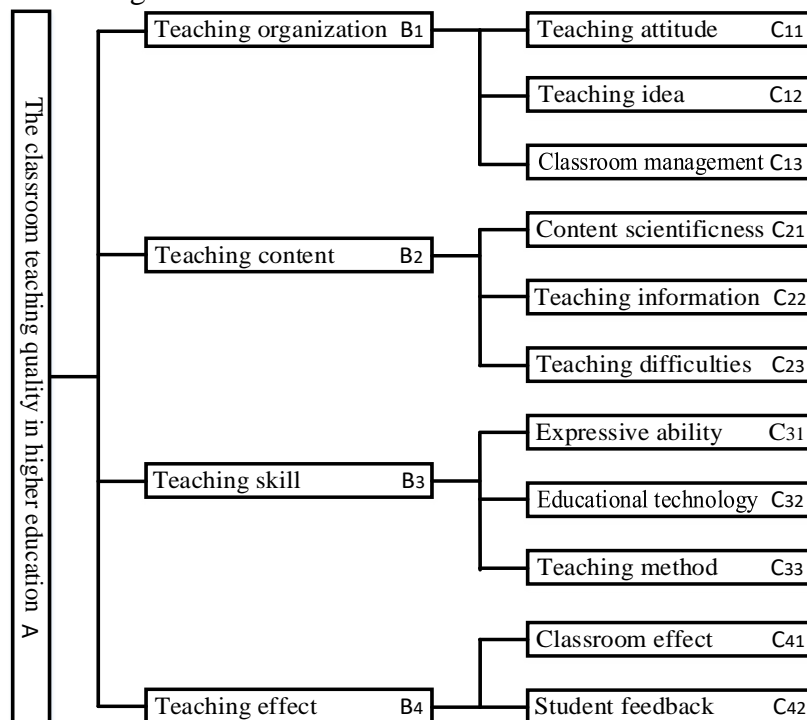 The classroom teaching quality in higher education A
Teaching organization B1
Teaching attitude C11
Teaching idea C12
Classroom management C13
Teaching content B2
Content scientificness C21
Teaching information C22
Teaching difficulties C23
Teaching skill B3
Expressive ability C31
Educational technology C32
Teaching method C33
Teaching effect B4
Classroom effect C41
Student feedback C42